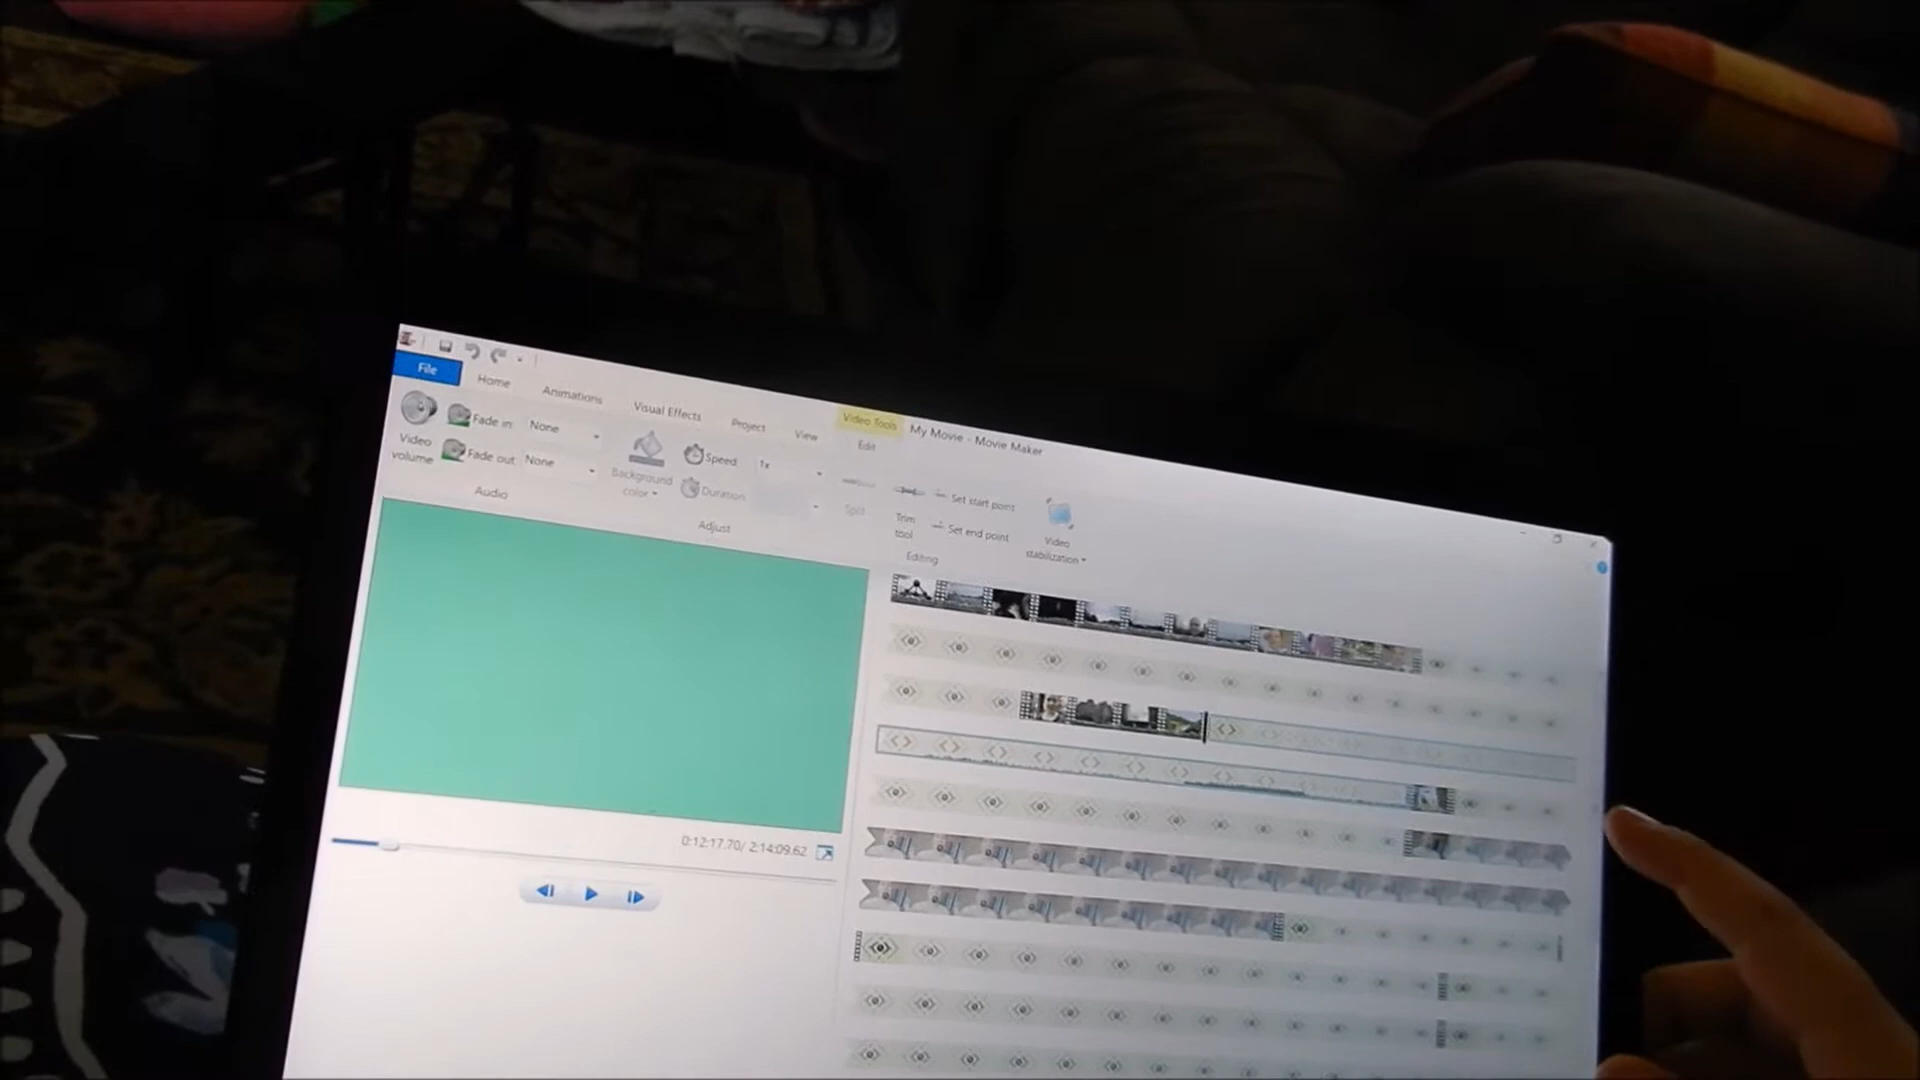 File
Home
Animations
Visual Effects
Project
View
Video Tools
Edit
My Movie - Movie Maker
Video
volume
Fade in:
None
Fade out:
None
Audio
Background
color
Speed
1x
Duration
Adjust
Split
Trim
tool
Set start point
Set end point
Editing
Video
stabilization
0:12:17.70/ 2:14:09.62